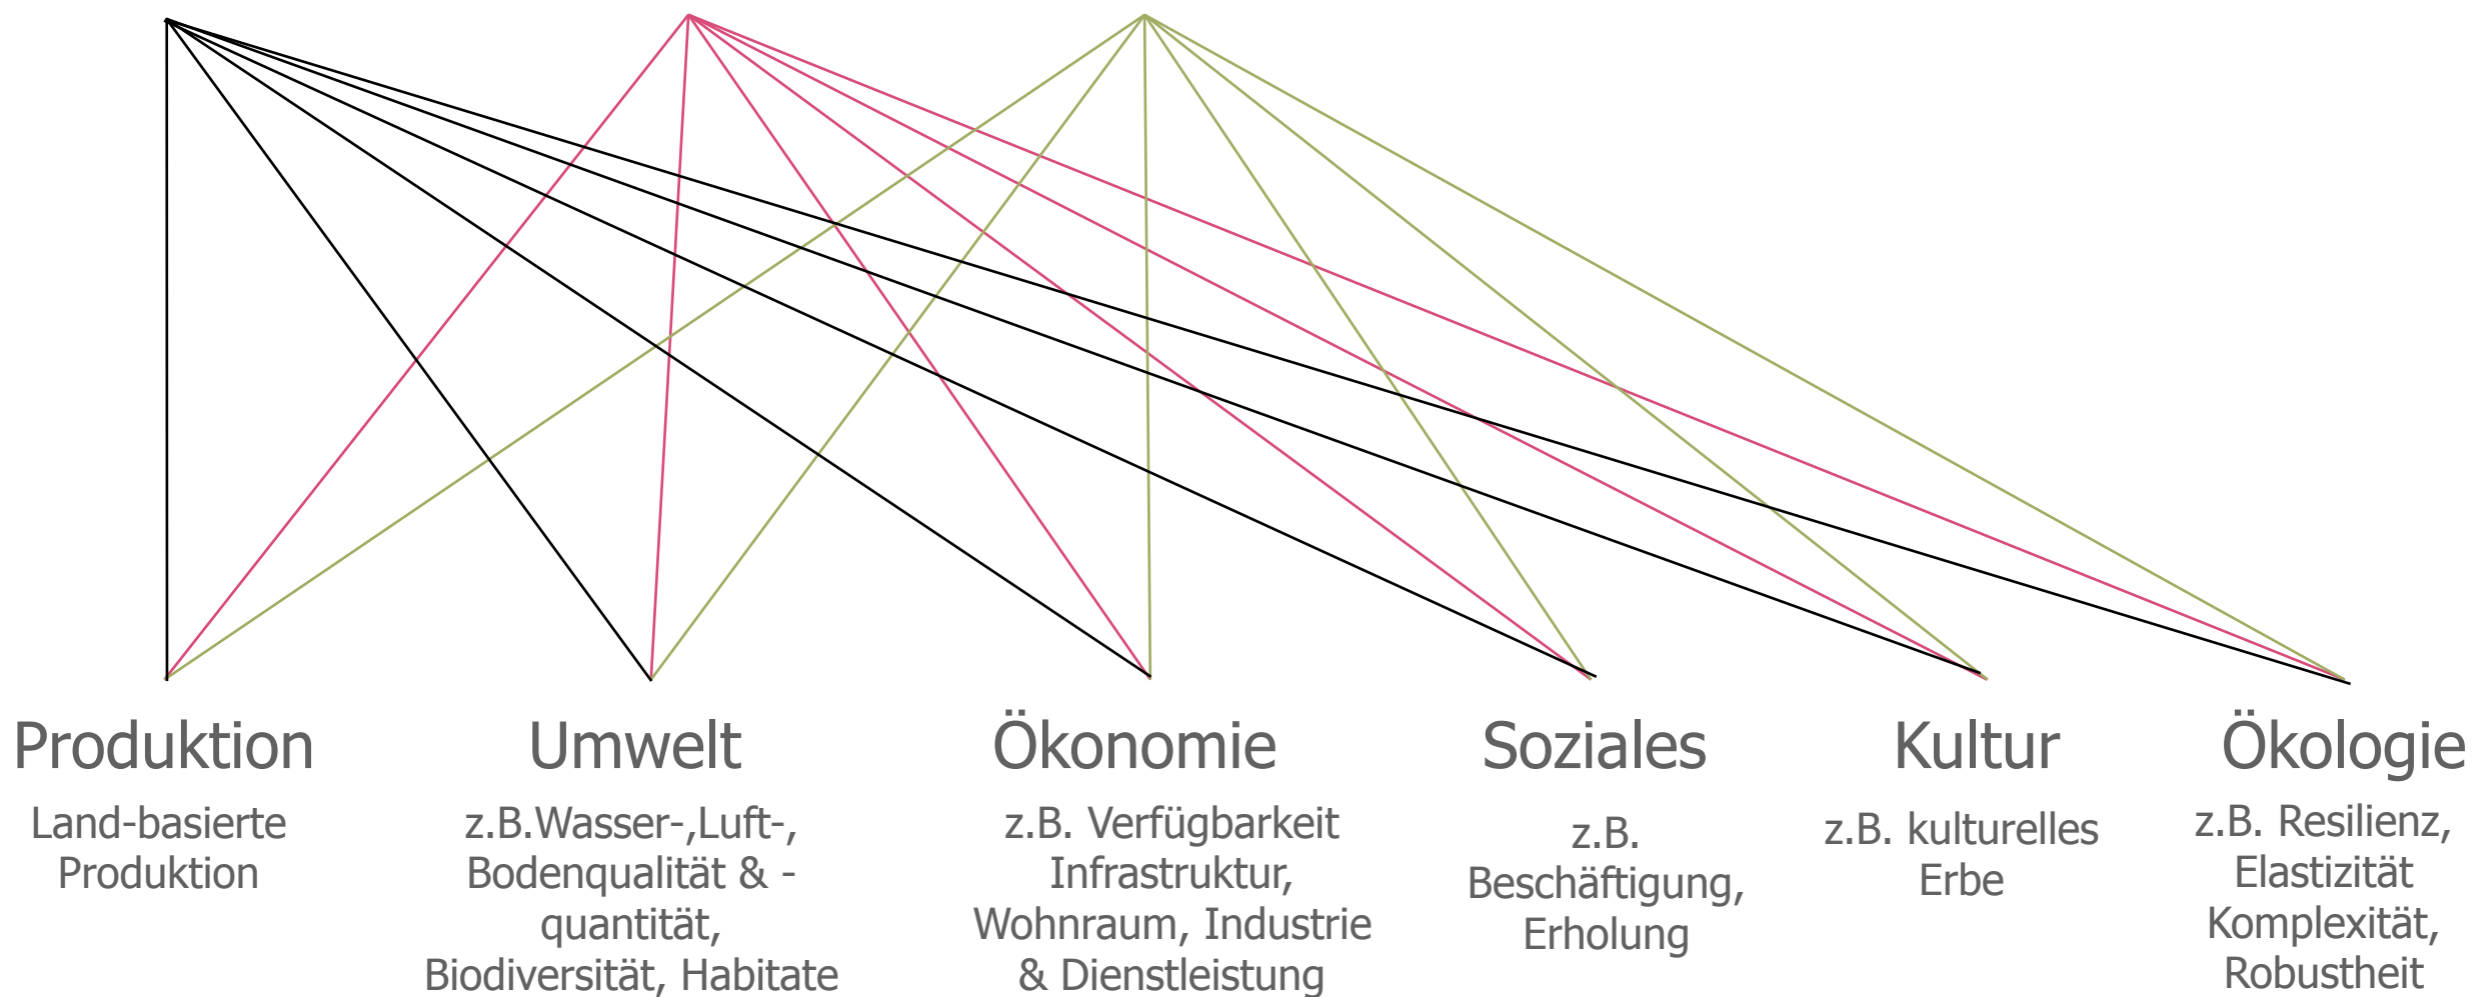 Produktion
Land-basierte
Produktion
Umwelt
z.B.Wasser-,Luft-,
Bodenqualität & -
quantität,
Biodiversität, Habitate
Ökonomie
z.B. Verfügbarkeit
Infrastruktur,
Wohnraum, Industrie
& Dienstleistung
Soziales
z.B.
Beschäftigung,
Erholung
Kultur
z.B. kulturelles
Erbe
Ökologie
z.B. Resilienz,
Elastizität
Komplexität,
Robustheit